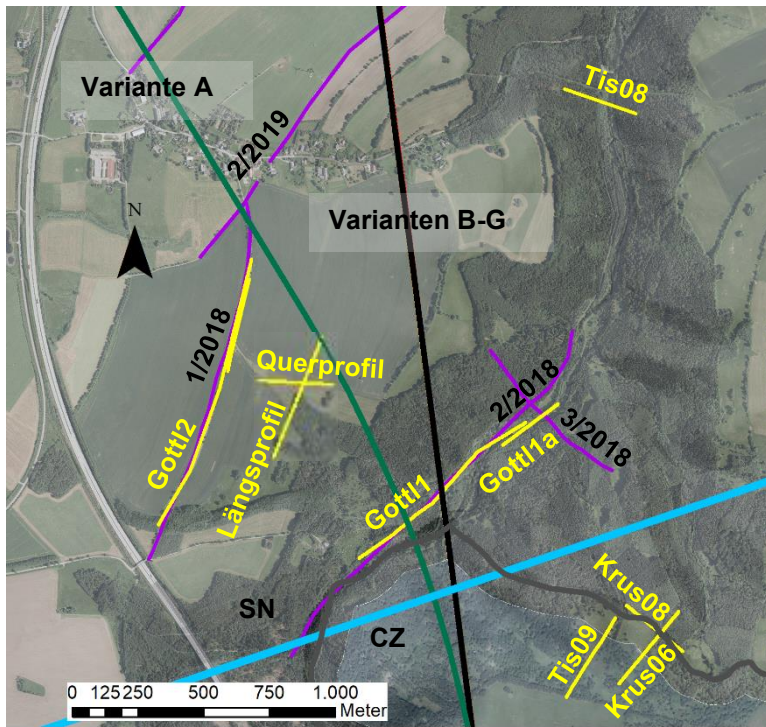 Variante A
Tis08
2/2019
N
Varianten B-G
1/2018
Querprofil
Längsprofil
Gottl2
2/2018
3/2018
Gottl1a
Gottl1
SN
CZ
Krus08
Tis09
Krus06
0 125 250 500 750 1.000
Meter